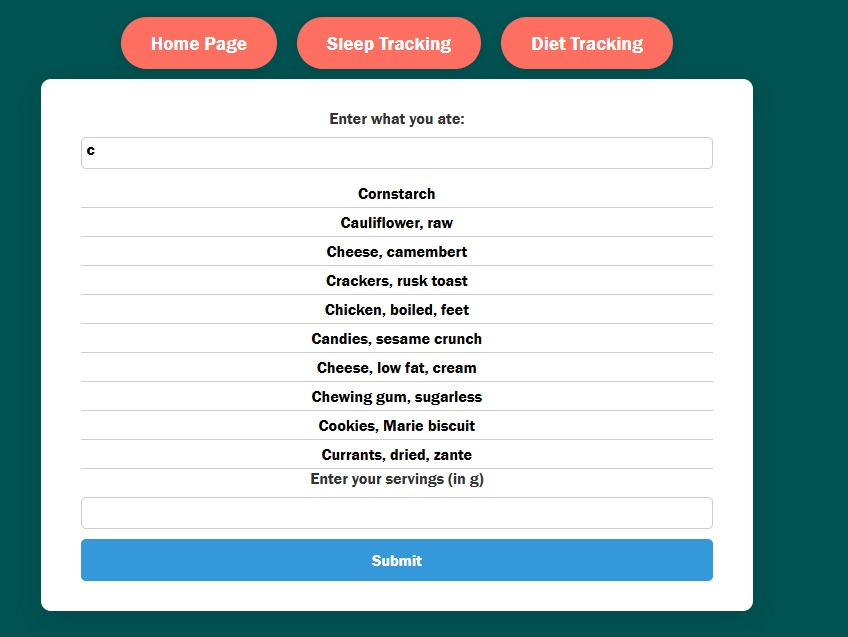 Home Page Sleep Tracking Diet Tracking
Enter what you ate:
c
Cornstarch
Cauliflower, raw
Cheese, camembert
Crackers, rusk toast
Chicken, boiled, feet
Candies, sesame crunch
Cheese, low fat, cream
Chewing gum, sugarless
Cookies, Marie biscuit
Currants, dried, zante
Enter your servings (in g)
Submit